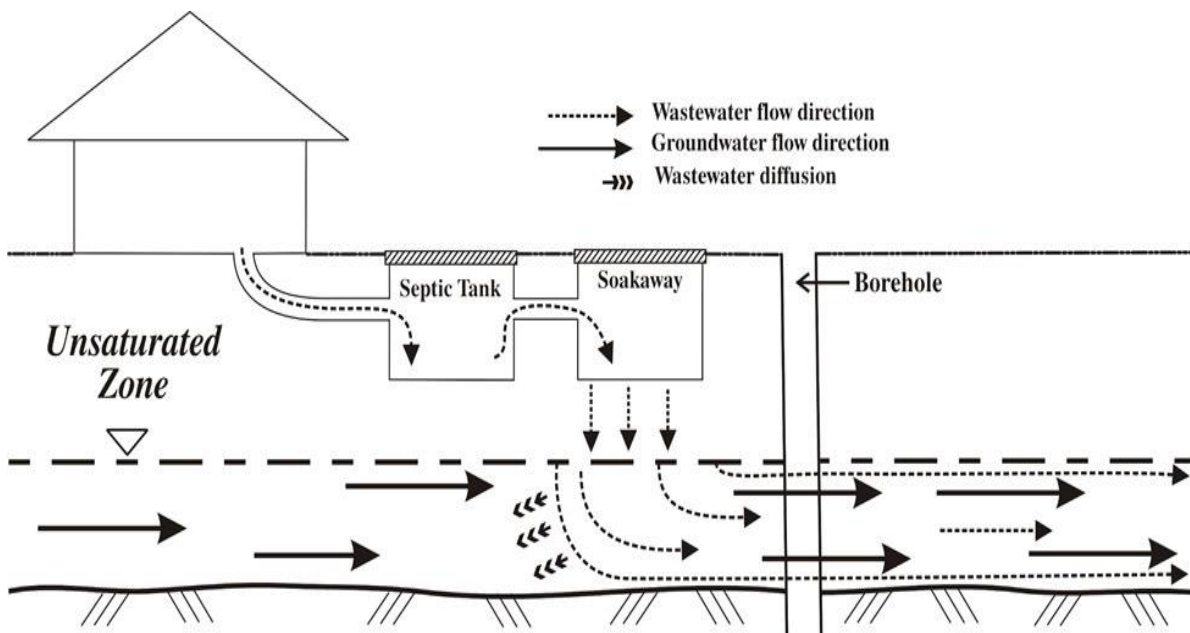 Wastewater flow direction
Groundwater flow direction
Wastewater diffusion
Septic Tank
Soakaway
Borehole
Unsaturated
Zone